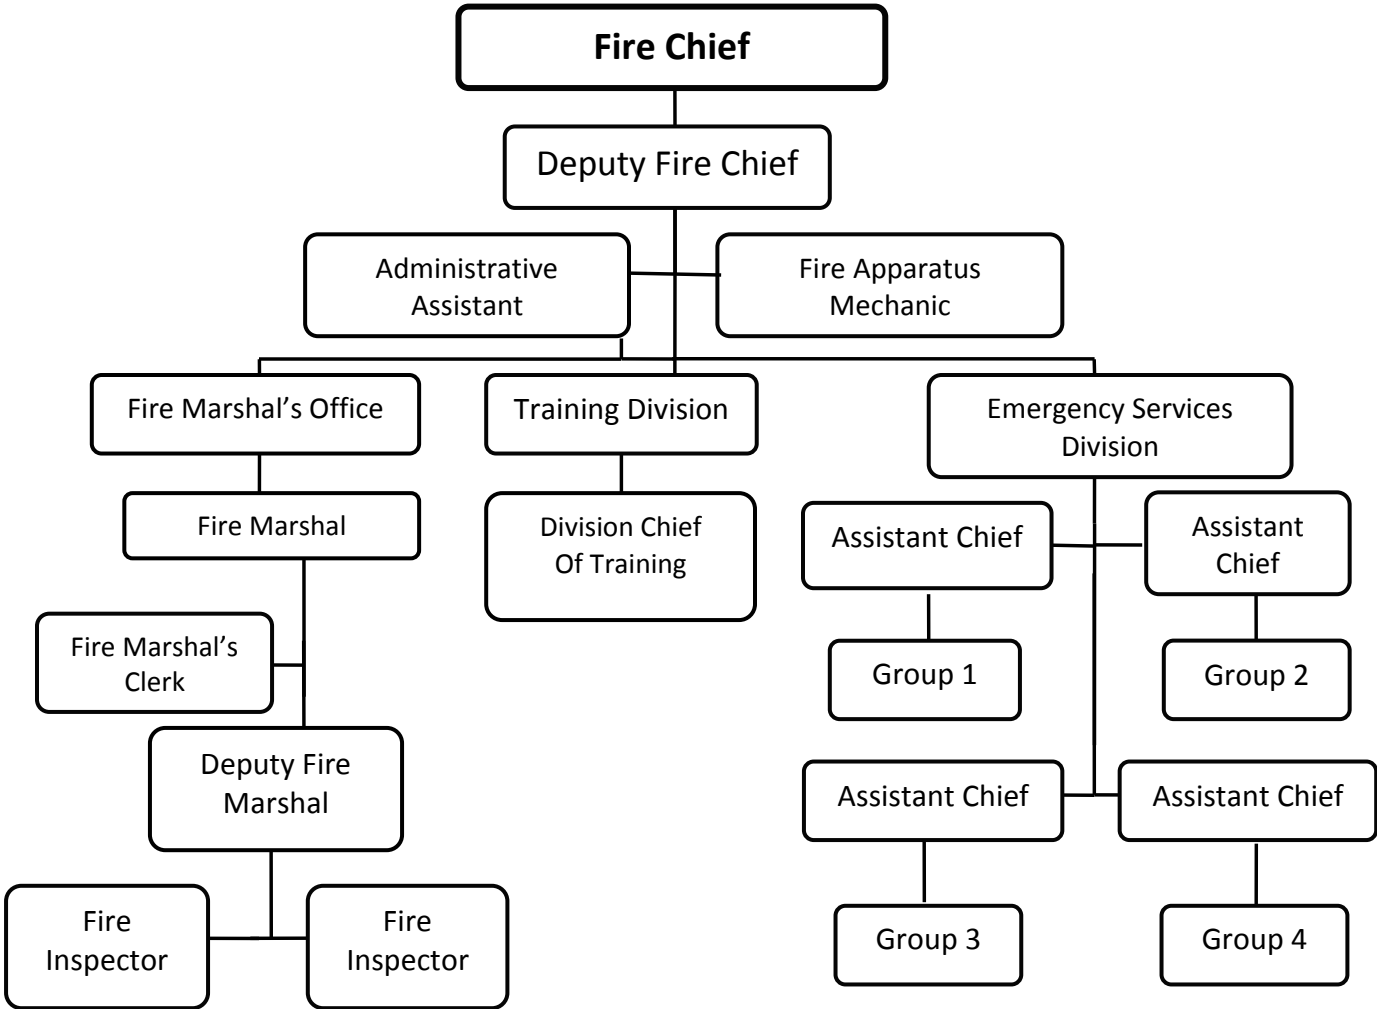 Fire Chief
Deputy Fire Chief
Administrative
Assistant
Fire Apparatus
Mechanic
Fire Marshal’s Office
Training Division
Emergency Services
Division
Fire Marshal
Division Chief
Of Training
Assistant Chief
Assistant
Chief
Fire Marshal’s
Clerk
Group 1
Group 2
Deputy Fire
Marshal
Assistant Chief
Assistant Chief
Fire
Inspector
Fire
Inspector
Group 3
Group 4